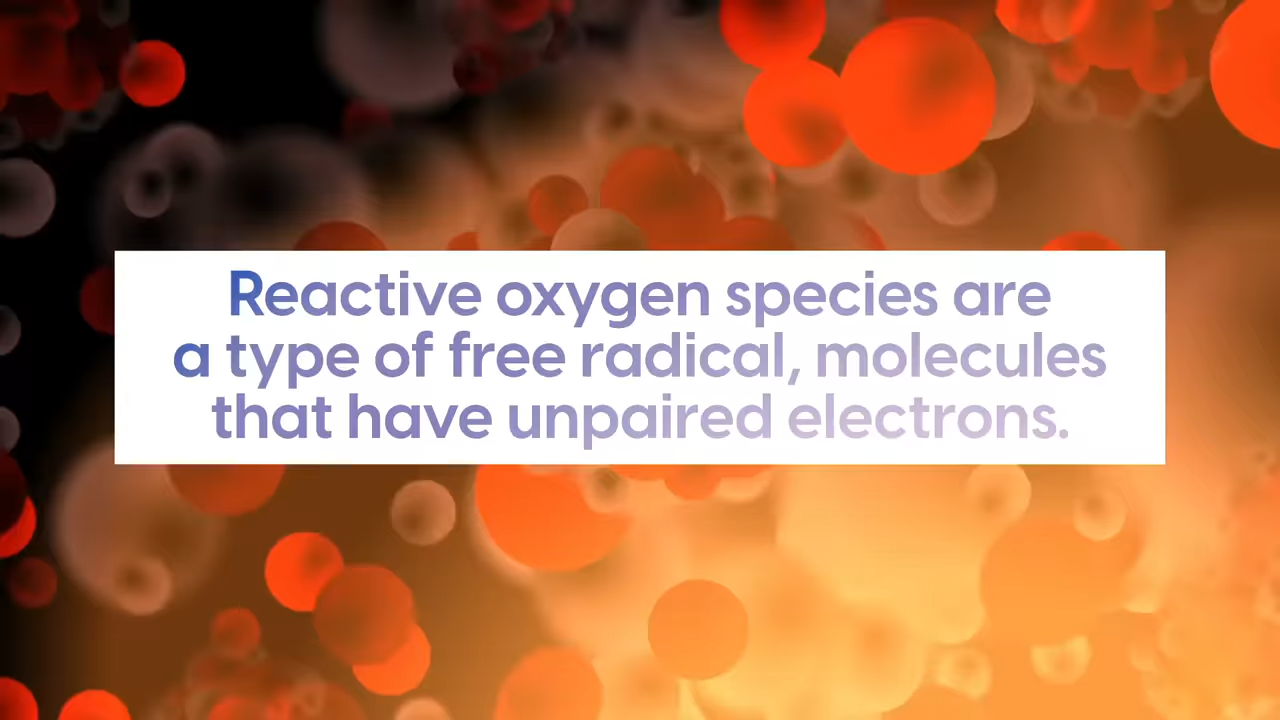 Reactive oxygen species are
a type of free radical, molecules
that have unpaired electrons.